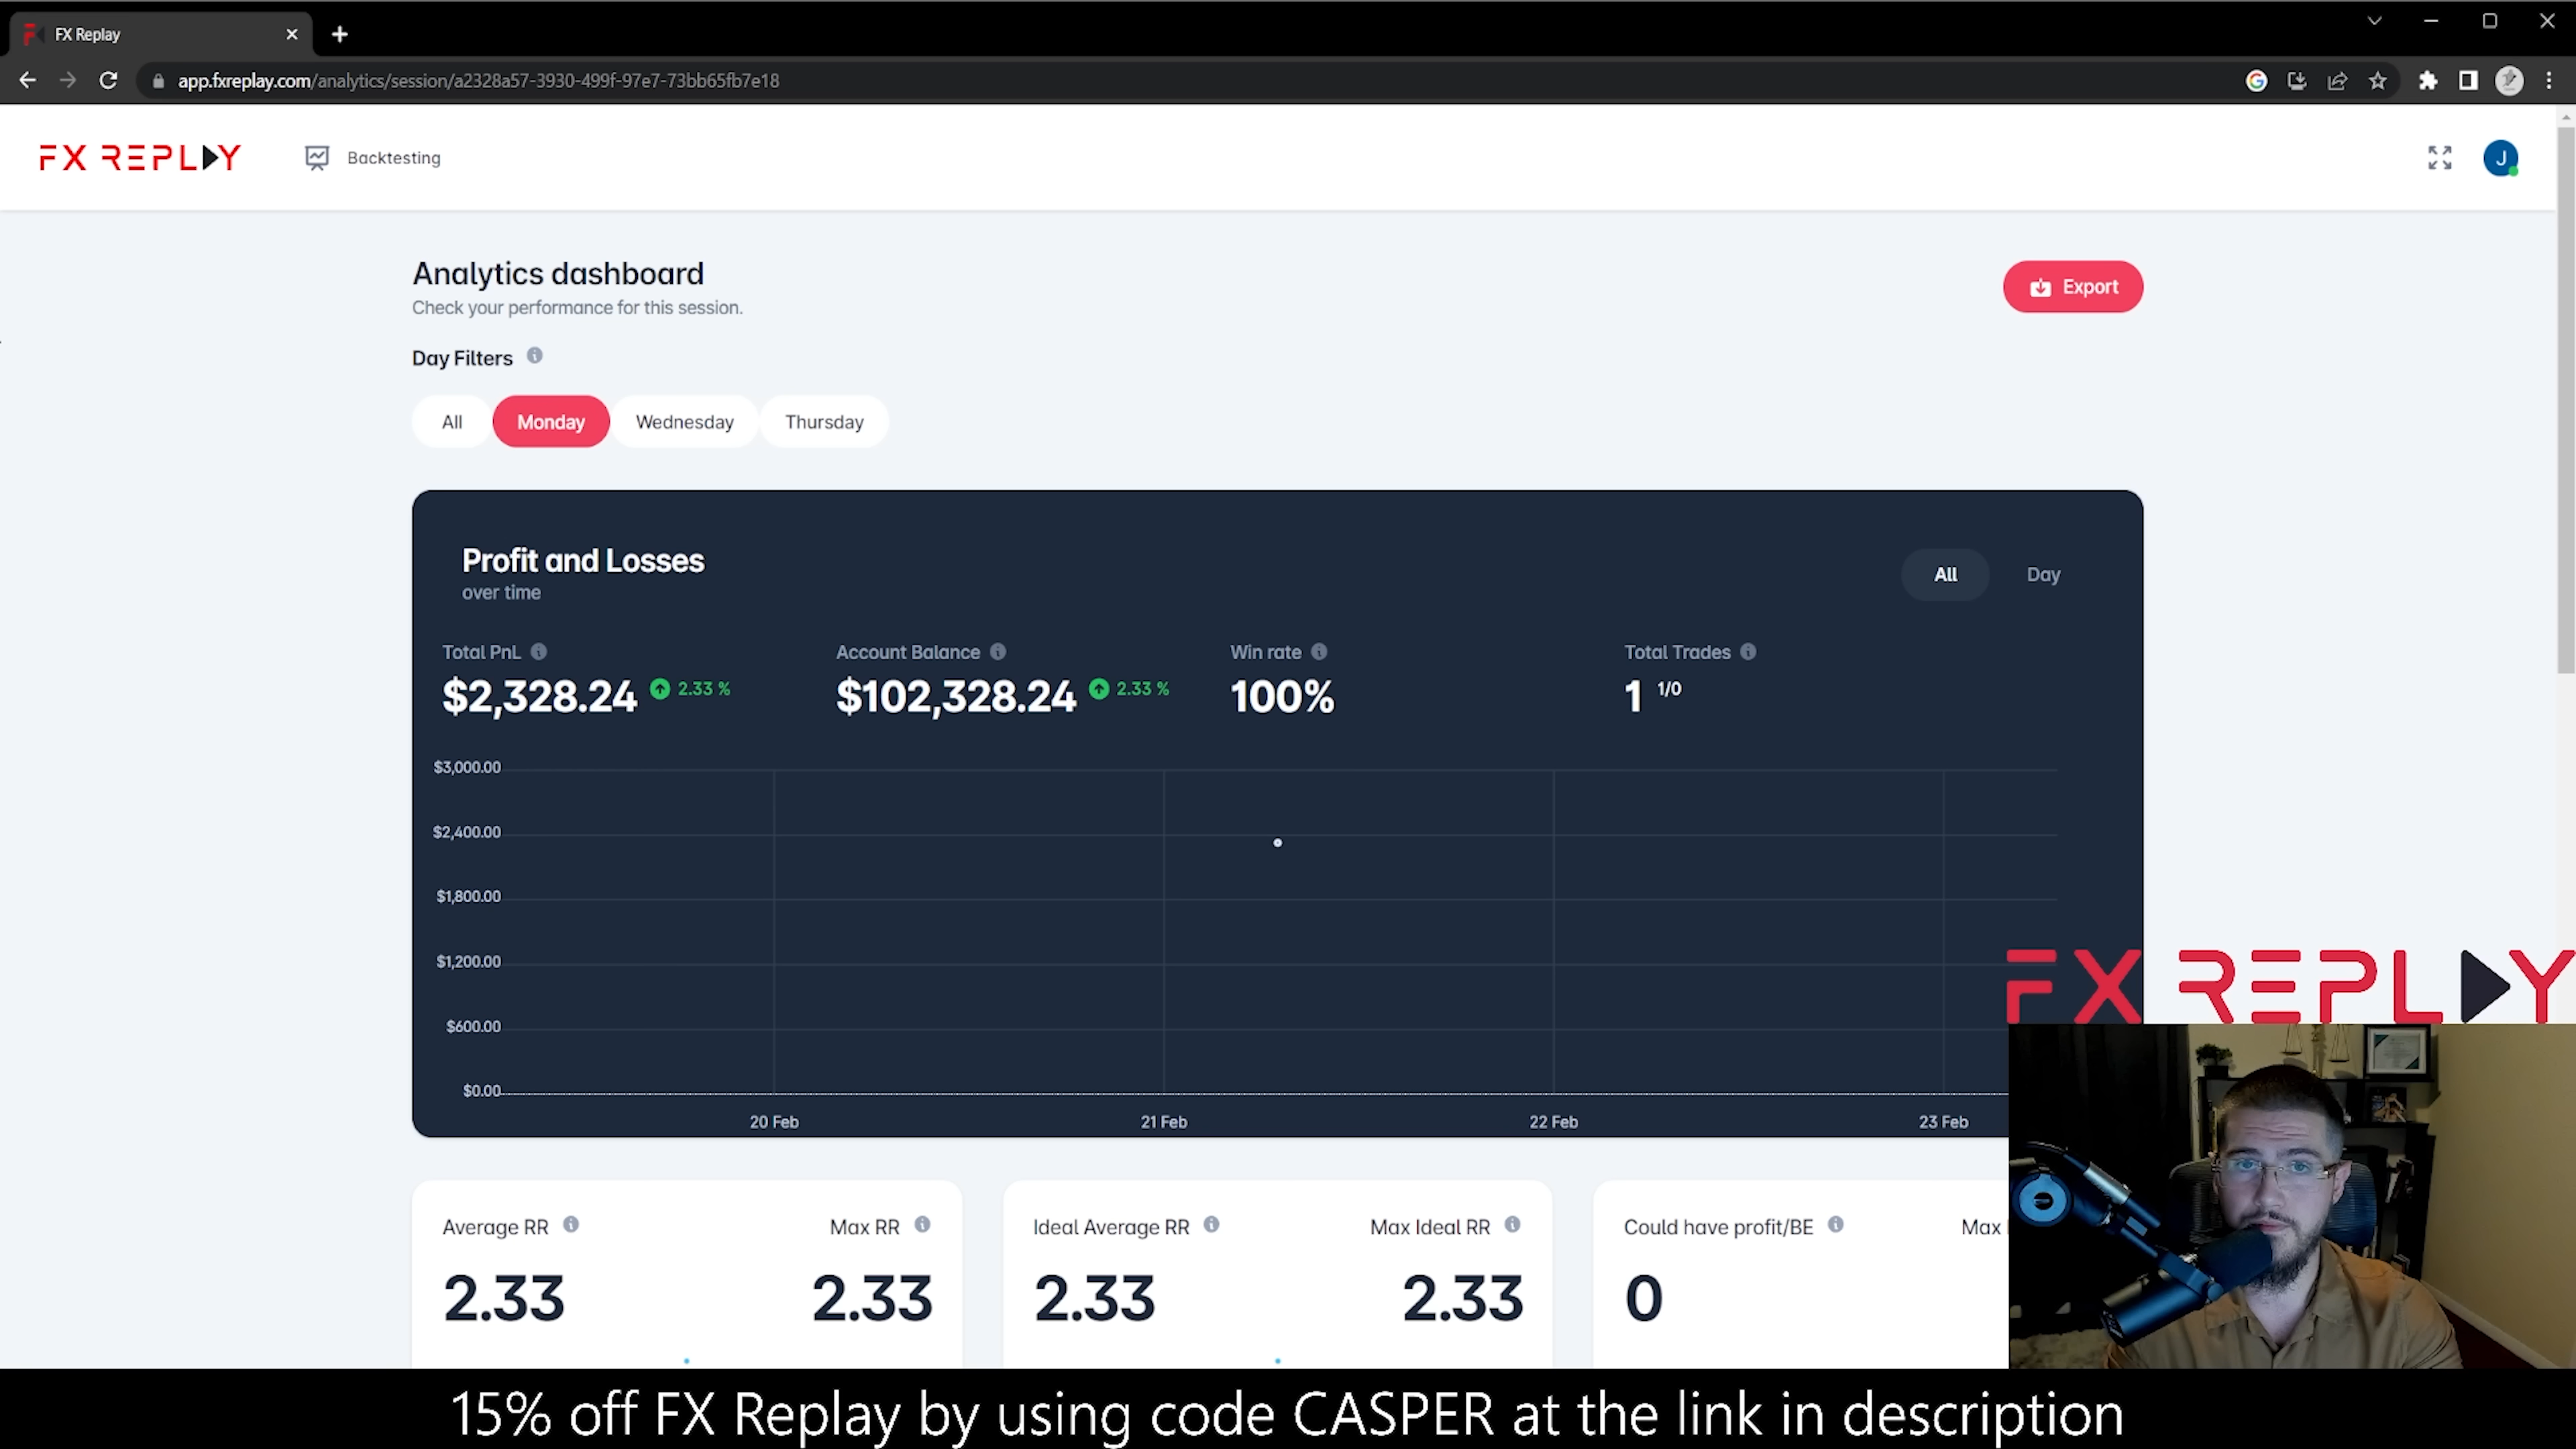 FX Replay
app.fxreplay.com/analytics/session/a2328a57-3930-499f-97e7-73bb65fb7e18
FX REPLAY
Backtesting
J
Analytics dashboard
Check your performance for this session.
Export
Day Filters
All
Monday
Wednesday
Thursday
Profit and Losses
over time
All
Day
Total PnL
Account Balance
Win rate
Total Trades
$2,328.24 2.33 %
$102,328.24 2.33 %
100%
1 1/0
$3,000.00
$2,400.00
$1,800.00
$1,200.00
$600.00
$0.00
20 Feb
21 Feb
22 Feb
23 Feb
FX REPLAY
Average RR
Max RR
Ideal Average RR
Max Ideal RR
Could have profit/BE
Max
2.33
2.33
2.33
2.33
0
15% off FX Replay by using code CASPER at the link in description